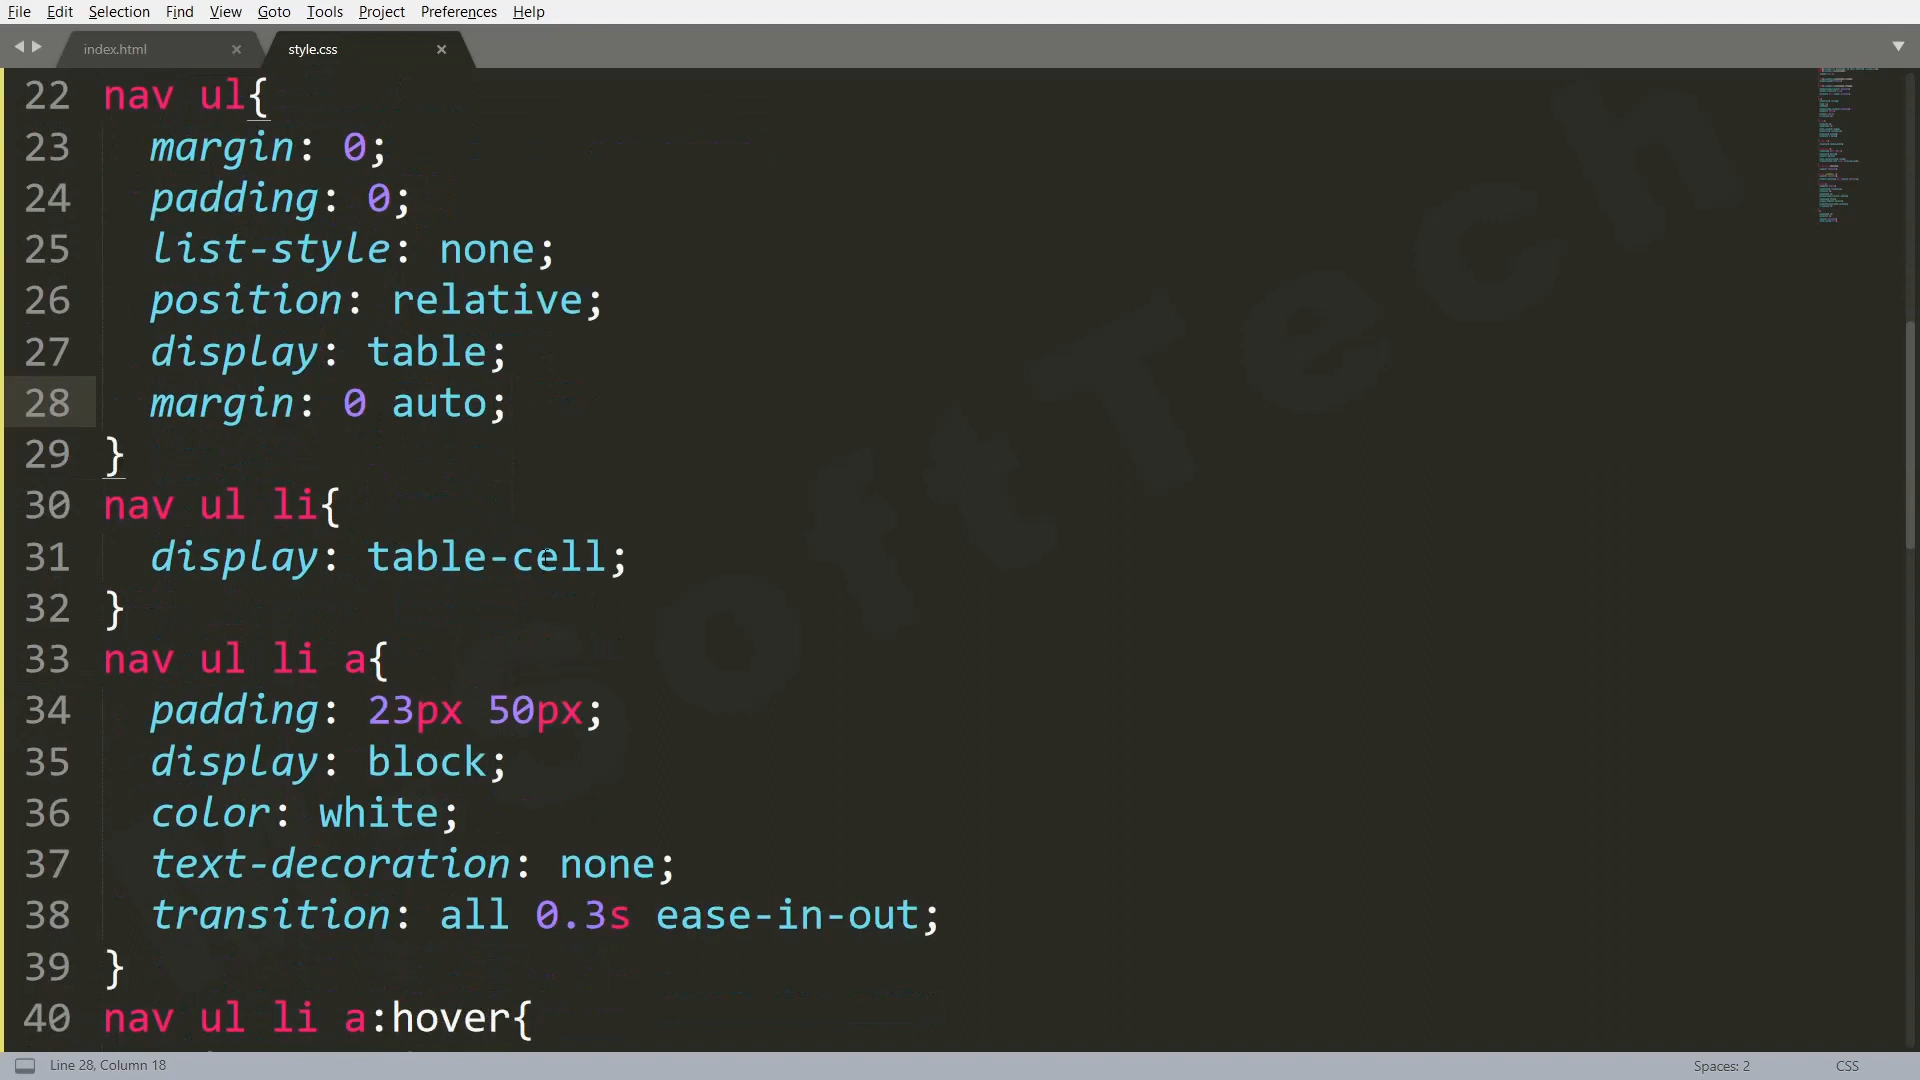 File Edit Selection Find View Goto Tools Project Preferences Help
index.html × style.css ×
22 nav ul{
23 margin: 0;
24 padding: 0;
25 list-style: none;
26 position: relative;
27 display: table;
28 margin: 0 auto;
29 }
30 nav ul li{
31 display: table-cell;
32 }
33 nav ul li a{
34 padding: 23px 50px;
35 display: block;
36 color: white;
37 text-decoration: none;
38 transition: all 0.3s ease-in-out;
39 }
40 nav ul li a:hover{
Line 28, Column 18 Spaces: 2 CSS